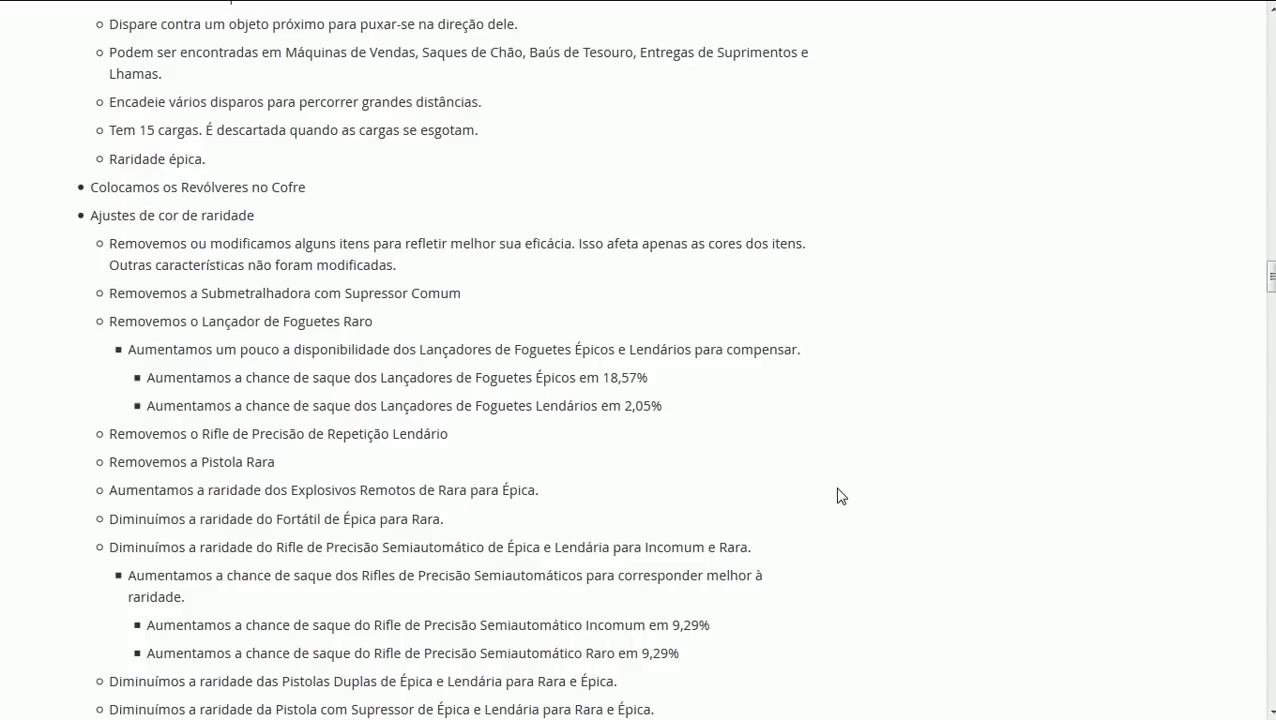 Dispare contra um objeto próximo para puxar-se na direção dele.
Podem ser encontradas em Máquinas de Vendas, Saques de Chão, Baús de Tesouro, Entregas de Suprimentos e
Lhamas.
Encadeie vários disparos para percorrer grandes distâncias.
Tem 15 cargas. É descartada quando as cargas se esgotam.
Raridade épica.
Colocamos os Revólveres no Cofre
Ajustes de cor de raridade
Removemos ou modificamos alguns itens para refletir melhor sua eficácia. Isso afeta apenas as cores dos itens.
Outras características não foram modificadas.
Removemos a Submetralhadora com Supressor Comum
Removemos o Lançador de Foguetes Raro
Aumentamos um pouco a disponibilidade dos Lançadores de Foguetes Épicos e Lendários para compensar.
Aumentamos a chance de saque dos Lançadores de Foguetes Épicos em 18,57%
Aumentamos a chance de saque dos Lançadores de Foguetes Lendários em 2,05%
Removemos o Rifle de Precisão de Repetição Lendário
Removemos a Pistola Rara
Aumentamos a raridade dos Explosivos Remotos de Rara para Épica.
Diminuímos a raridade do Fortátil de Épica para Rara.
Diminuímos a raridade do Rifle de Precisão Semiautomático de Épica e Lendária para Incomum e Rara.
Aumentamos a chance de saque dos Rifles de Precisão Semiautomáticos para corresponder melhor à
raridade.
Aumentamos a chance de saque do Rifle de Precisão Semiautomático Incomum em 9,29%
Aumentamos a chance de saque do Rifle de Precisão Semiautomático Raro em 9,29%
Diminuímos a raridade das Pistolas Duplas de Épica e Lendária para Rara e Épica.
Diminuímos a raridade da Pistola com Supressor de Épica e Lendária para Rara e Épica.